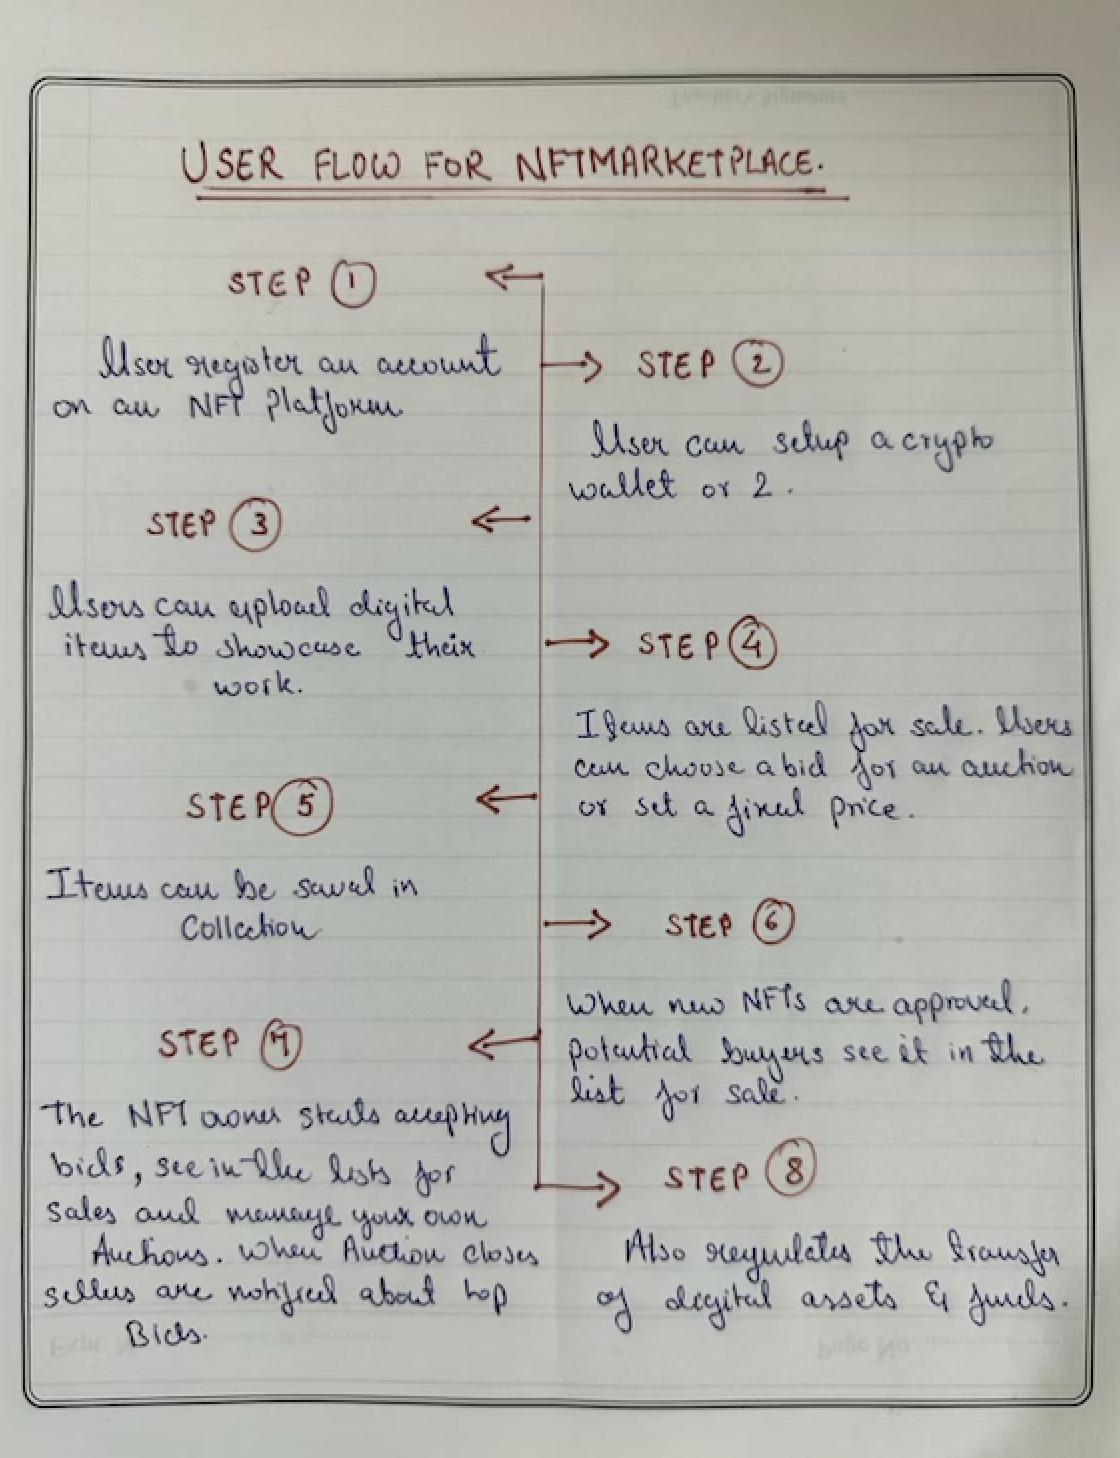 USER FLOW FOR NFTMARKETPLACE.
STEP 1
User register an account
on an NFT Platform
STEP 2
User can setup a crypto
wallet or 2.
STEP 3
Users can upload digital
items to showcase their
work.
STEP 4
Items are listed for sale. Users
can choose a bid for an auction
or set a fixed price.
STEP 5
Items can be saved in
Collection
STEP 6
When new NFTs are approved.
potential buyers see it in the
list for sale.
STEP 7
The NFT owner starts accepting
bids, see in the lists for
sales and manage your own
Auctions. When Auction closes
sellers are notified about top
Bids.
STEP 8
Also regulates the transfer
of digital assets & funds.